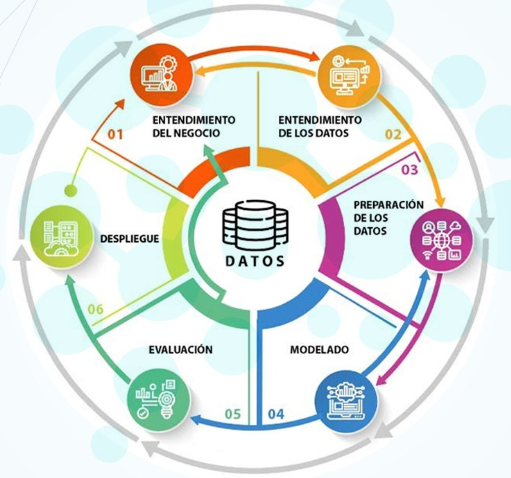 01
ENTENDIMIENTO
DEL NEGOCIO
ENTENDIMIENTO
DE LOS DATOS
02
03
PREPARACIÓN
DE LOS
DATOS
DATOS
DESPLIEGUE
06
EVALUACIÓN
MODELADO
05
04